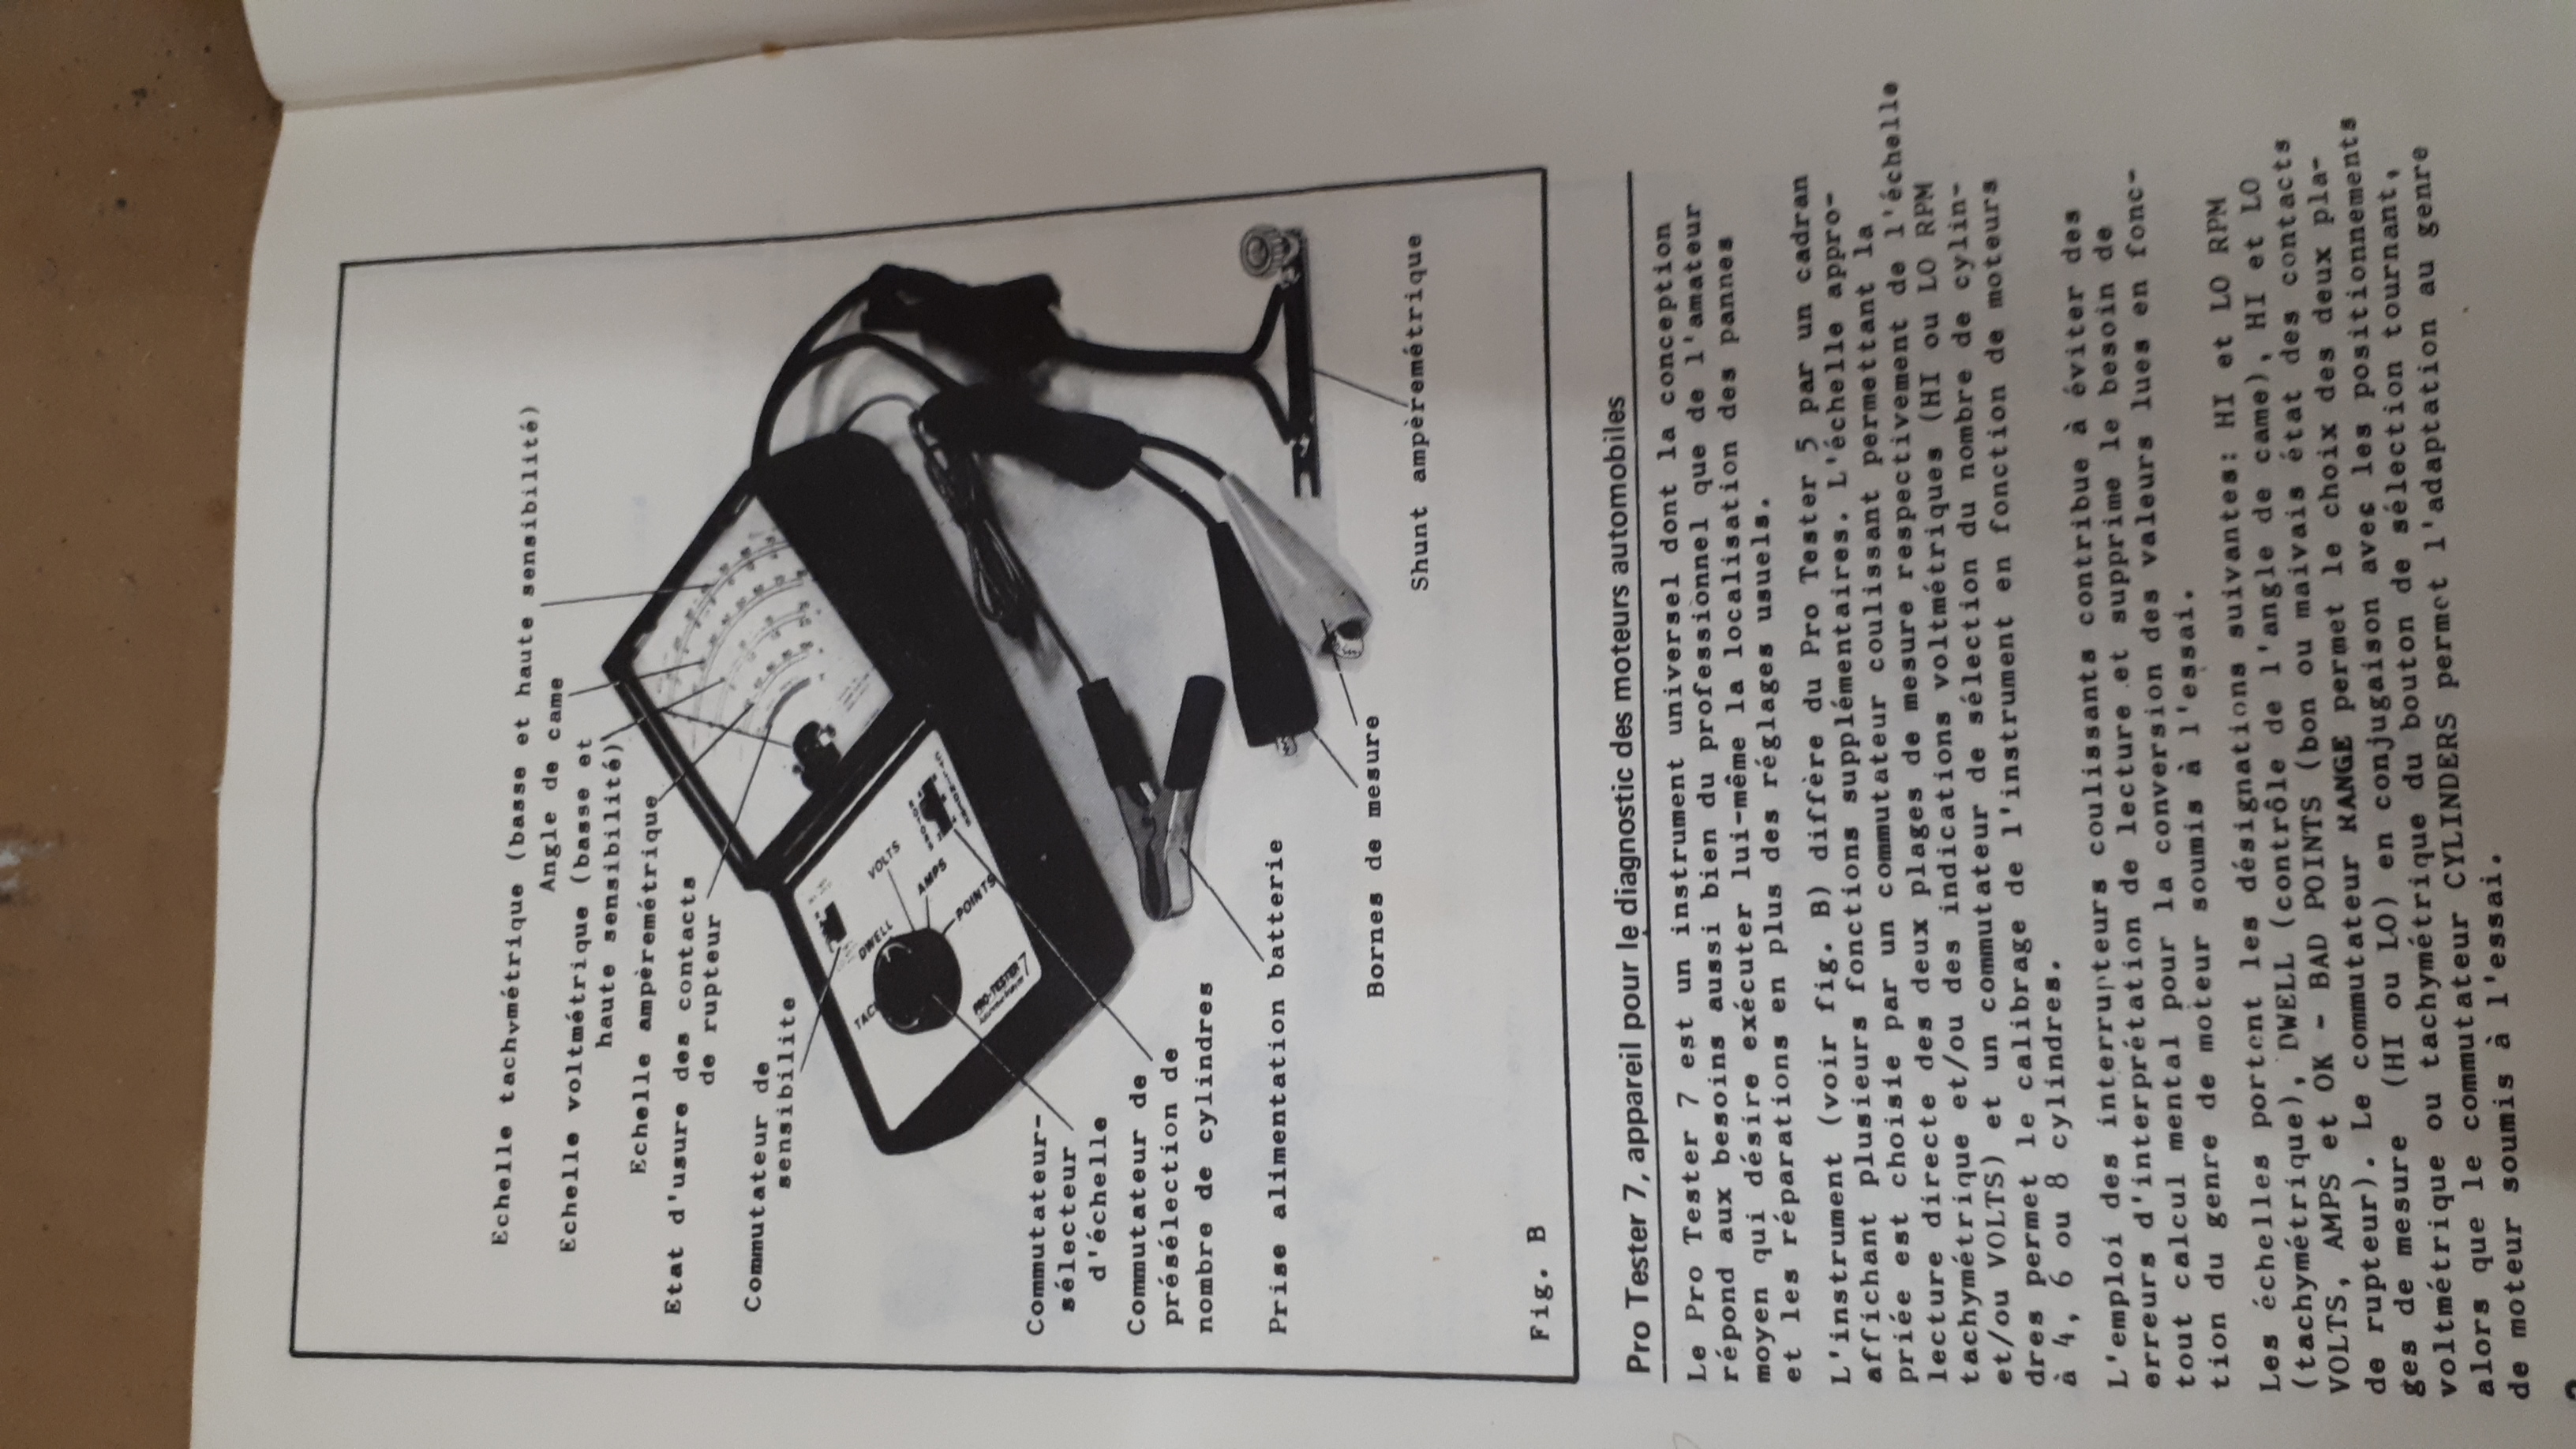 Echelle tachymétrique (basse et haute sensibilité)
Angle de came
Echelle voltmétrique (basse et
haute sensibilité)
Echelle ampèremétrique
Etat d'usure des contacts
de rupteur
Commutateur de
sensibilite
TACH
DWELL
VOLTS
AMPS
POINTS
PRO-TESTER 7
Commutateur-
sélecteur
d'échelle
Commutateur de
présélection de
nombre de cylindres
Prise alimentation batterie
Bornes de mesure
Shunt ampèremétrique
Fig. B
Pro Tester 7, appareil pour le diagnostic des moteurs automobiles
Le Pro Tester 7 est un instrument universel dont la conception
répond aux besoins aussi bien du professionnel que de l'amateur
moyen qui désire exécuter lui-même la localisation des pannes
et les réparations en plus des réglages usuels.
L'instrument (voir fig. B) diffère du Pro Tester 5 par un cadran
affichant plusieurs fonctions supplémentaires. L'échelle appro-
priée est choisie par un commutateur coulissant permettant la
lecture directe des deux plages de mesure respectivement de l'échelle
tachymétrique et/ou des indications voltmétriques (HI ou LO RPM
et/ou VOLTS) et un commutateur de sélection du nombre de cylin-
dres permet le calibrage de l'instrument en fonction de moteurs
à 4, 6 ou 8 cylindres.
L'emploi des interrupteurs coulissants contribue à éviter des
erreurs d'interprétation de lecture et supprime le besoin de
tout calcul mental pour la conversion des valeurs lues en fonc-
tion du genre de moteur soumis à l'essai.
Les échelles portent les désignations suivantes: HI et LO RPM
(tachymétrique), DWELL (contrôle de l'angle de came), HI et LO
VOLTS, AMPS et OK - BAD POINTS (bon ou maivais état des contacts
de rupteur). Le commutateur RANGE permet le choix des deux pla-
ges de mesure (HI ou LO) en conjugaison avec les positionnements
voltmétrique ou tachymétrique du bouton de sélection tournant,
alors que le commutateur CYLINDERS permet l'adaptation au genre
de moteur soumis à l'essai.